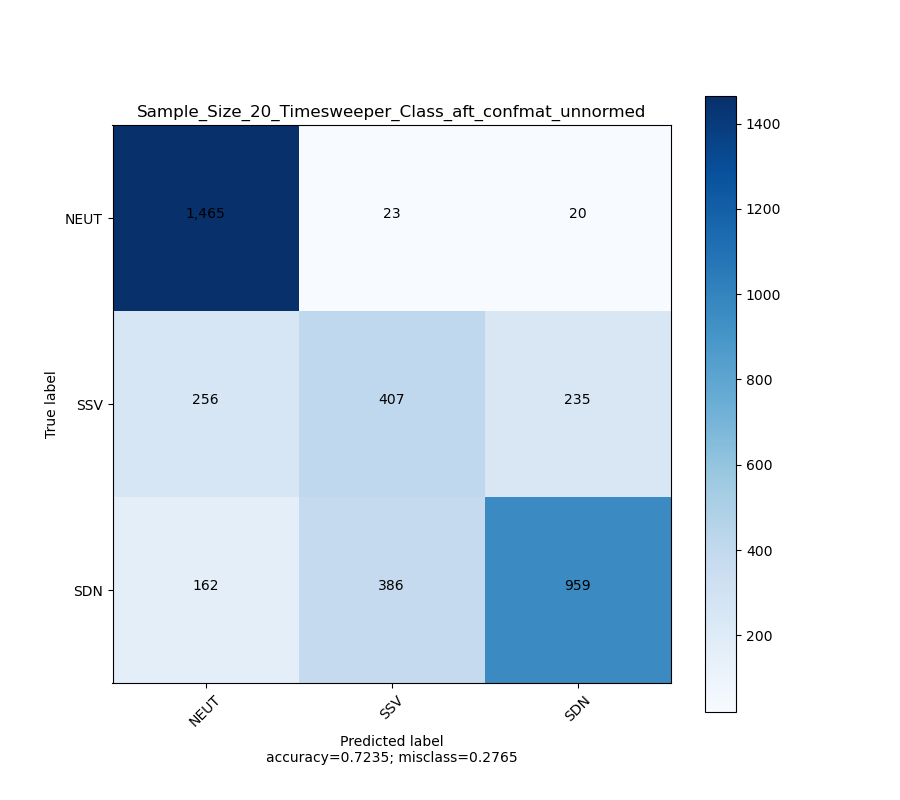 Sample_Size_20_Timesweeper_Class_aft_confmat_unnormed
NEUT 1,465 23 20
SSV 256 407 235
SDN 162 386 959
True label
NEUT SSV SDN
Predicted label
accuracy=0.7235; misclass=0.2765
1400
1200
1000
800
600
400
200